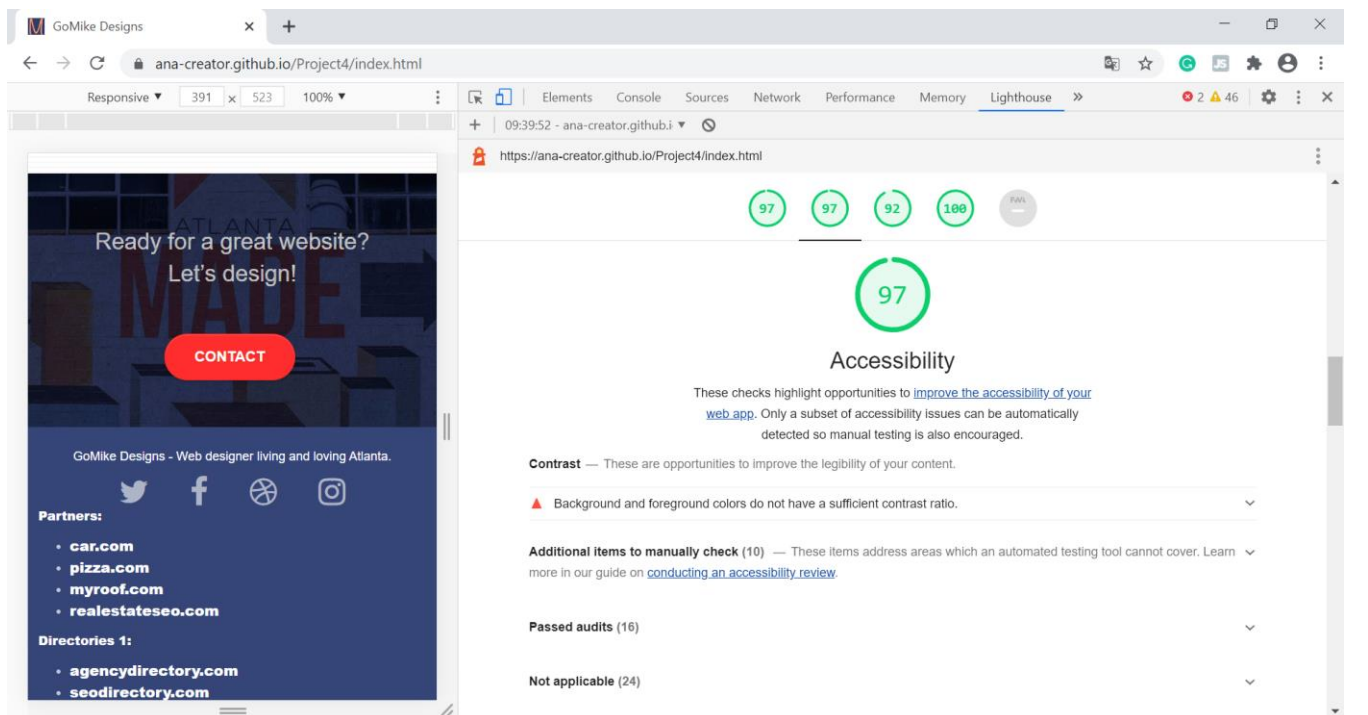 GoMike Designs
ana-creator.github.io/Project4/index.html
Responsive 391 x 523 100%
Elements Console Sources Network Performance Memory Lighthouse 2 46
09:39:52 - ana-creator.github.i
https://ana-creator.github.io/Project4/index.html
97 97 92 100 PWA
ATLANTA
MADE
Ready for a great website?
Let's design!
CONTACT
GoMike Designs - Web designer living and loving Atlanta.
Partners:
• car.com
• pizza.com
• myroof.com
• realestateseo.com
Directories 1:
• agencydirectory.com
• seodirectory.com
97
Accessibility
These checks highlight opportunities to improve the accessibility of your
web app. Only a subset of accessibility issues can be automatically
detected so manual testing is also encouraged.
Contrast — These are opportunities to improve the legibility of your content.
Background and foreground colors do not have a sufficient contrast ratio.
Additional items to manually check (10) — These items address areas which an automated testing tool cannot cover. Learn
more in our guide on conducting an accessibility review.
Passed audits (16)
Not applicable (24)